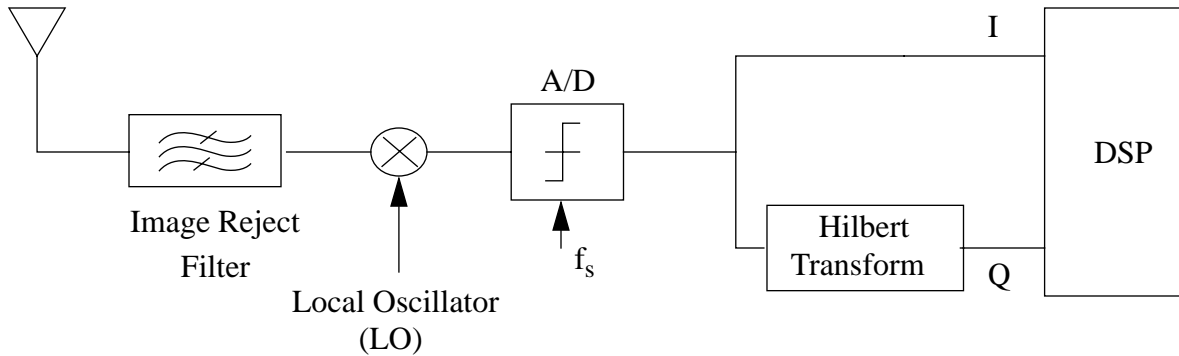 I
A/D
DSP
Image Reject
Filter
Local Oscillator
(LO)
fs
Hilbert
Transform
Q